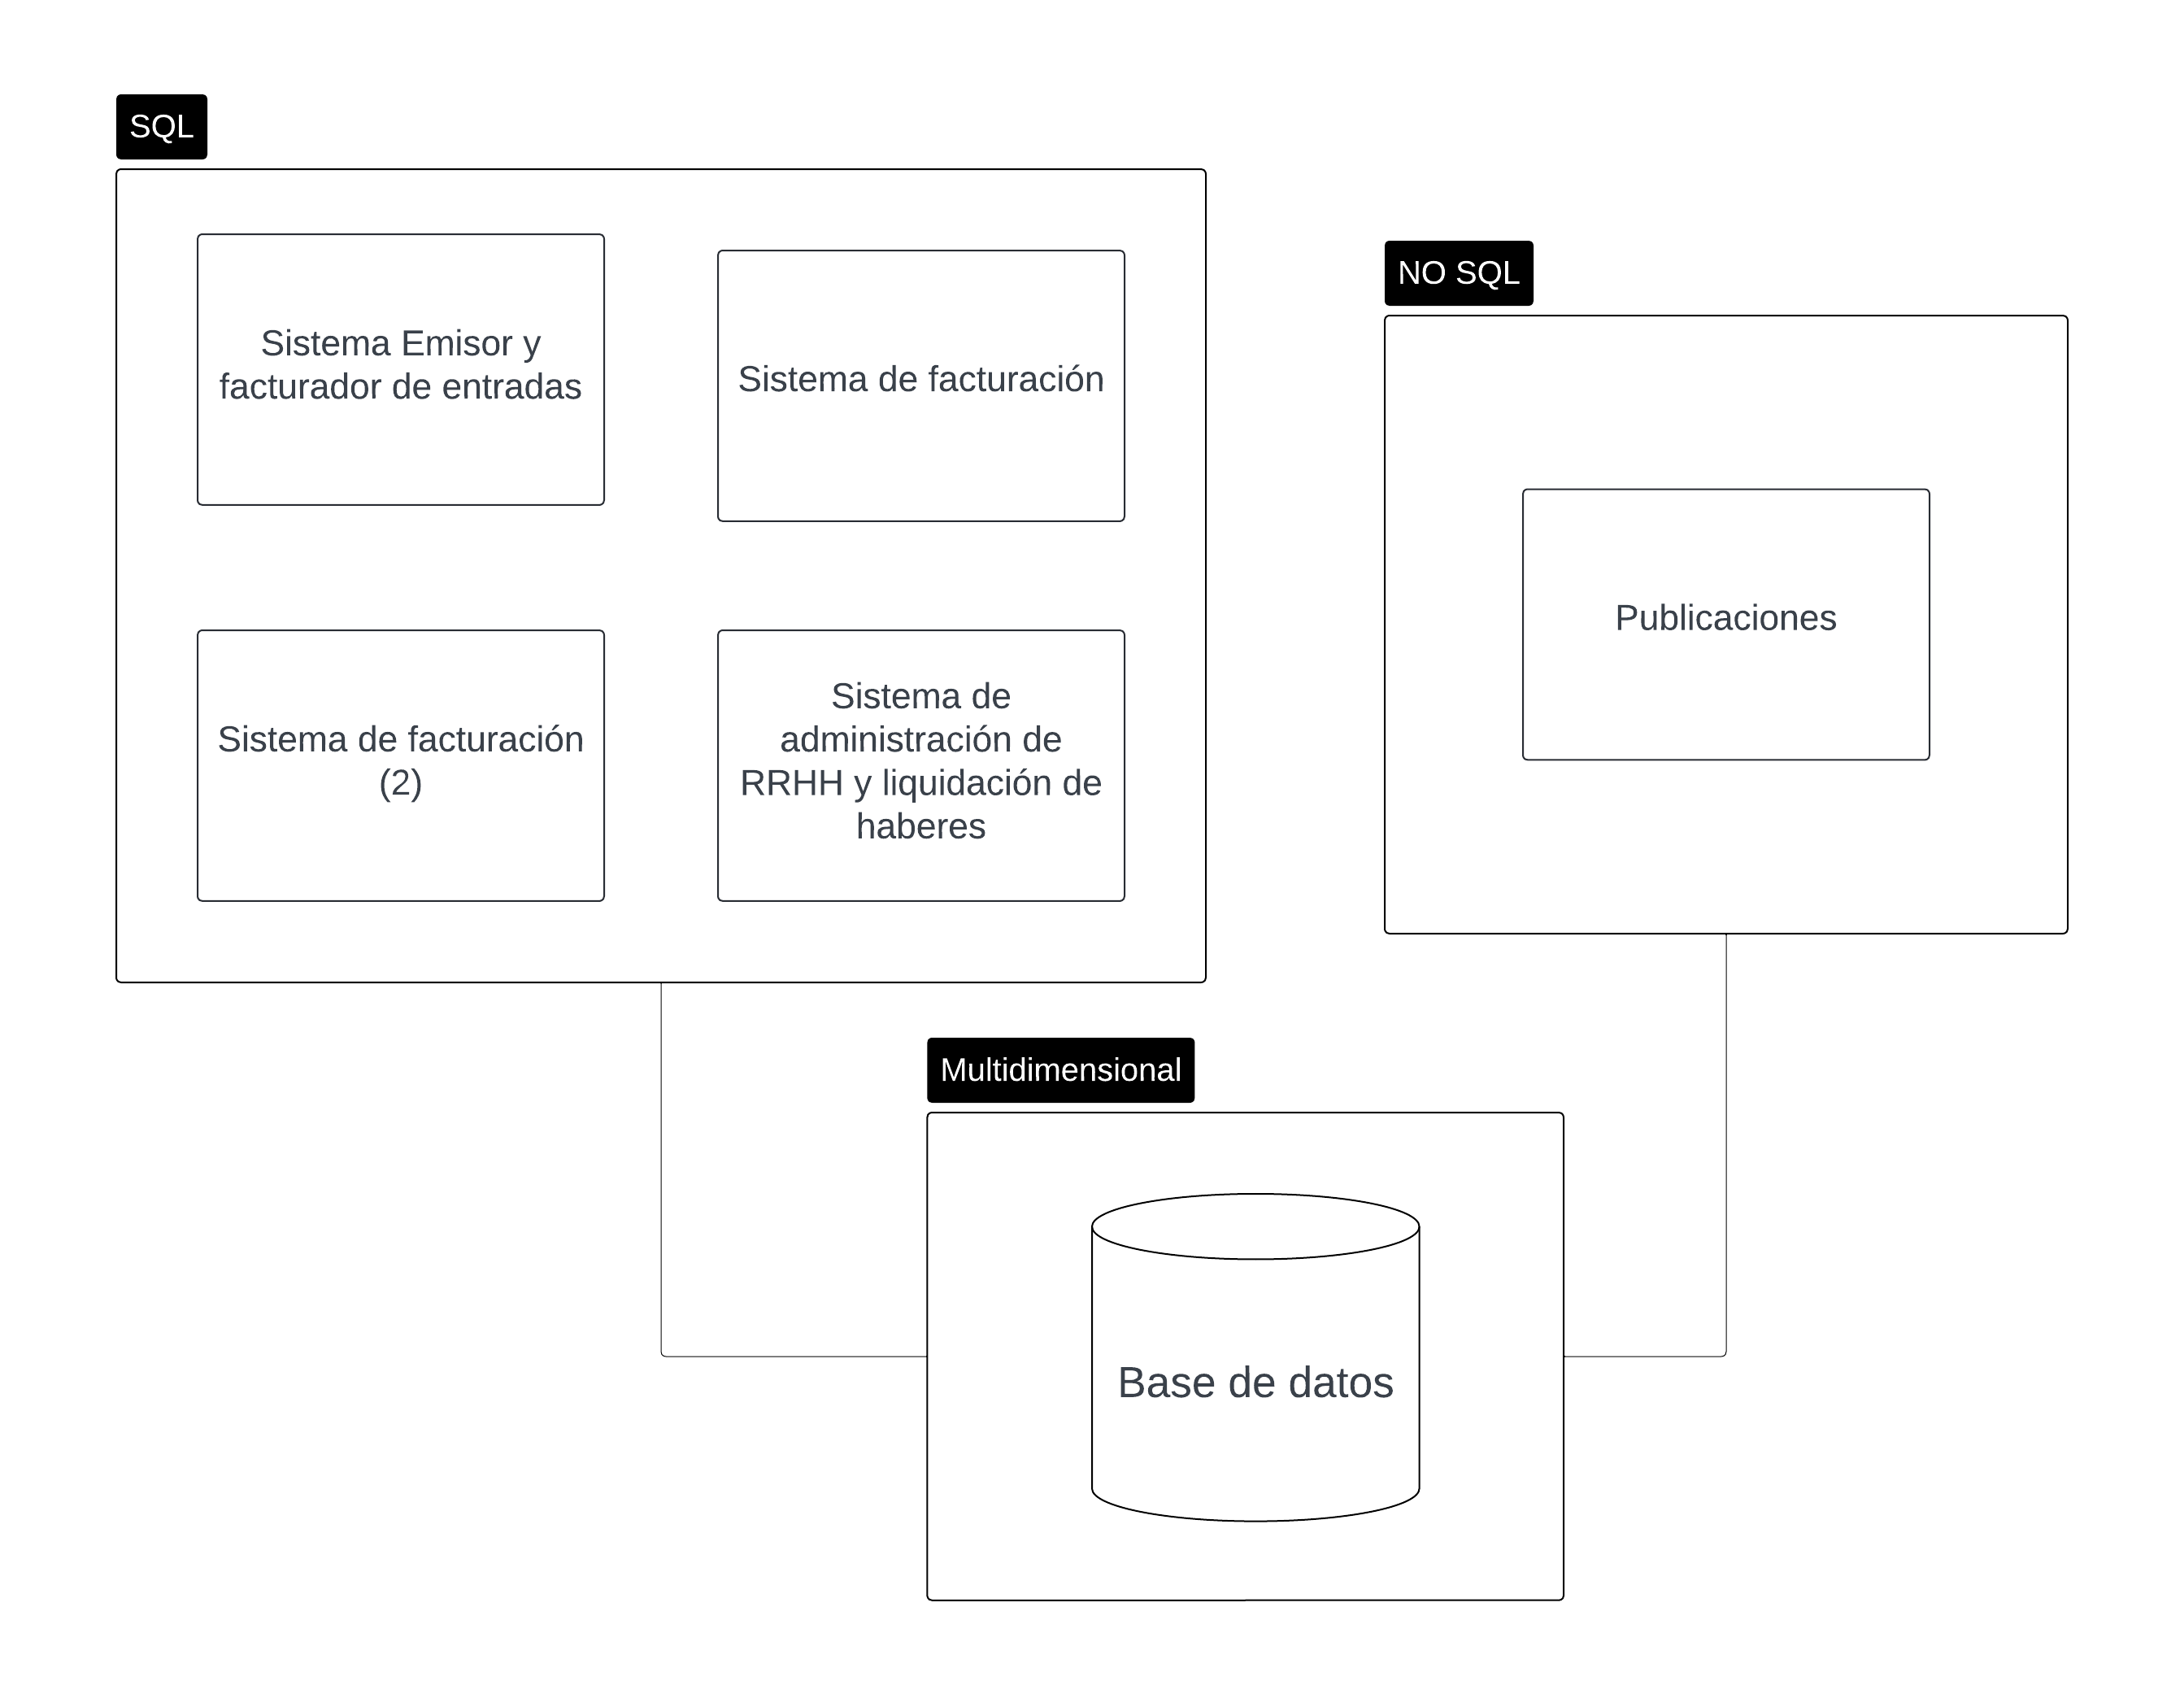 SQL
Sistema Emisor y
facturador de entradas
Sistema de facturación
Sistema de facturación
(2)
Sistema de
administración de
RRHH y liquidación de
haberes
NO SQL
Publicaciones
Multidimensional
Base de datos